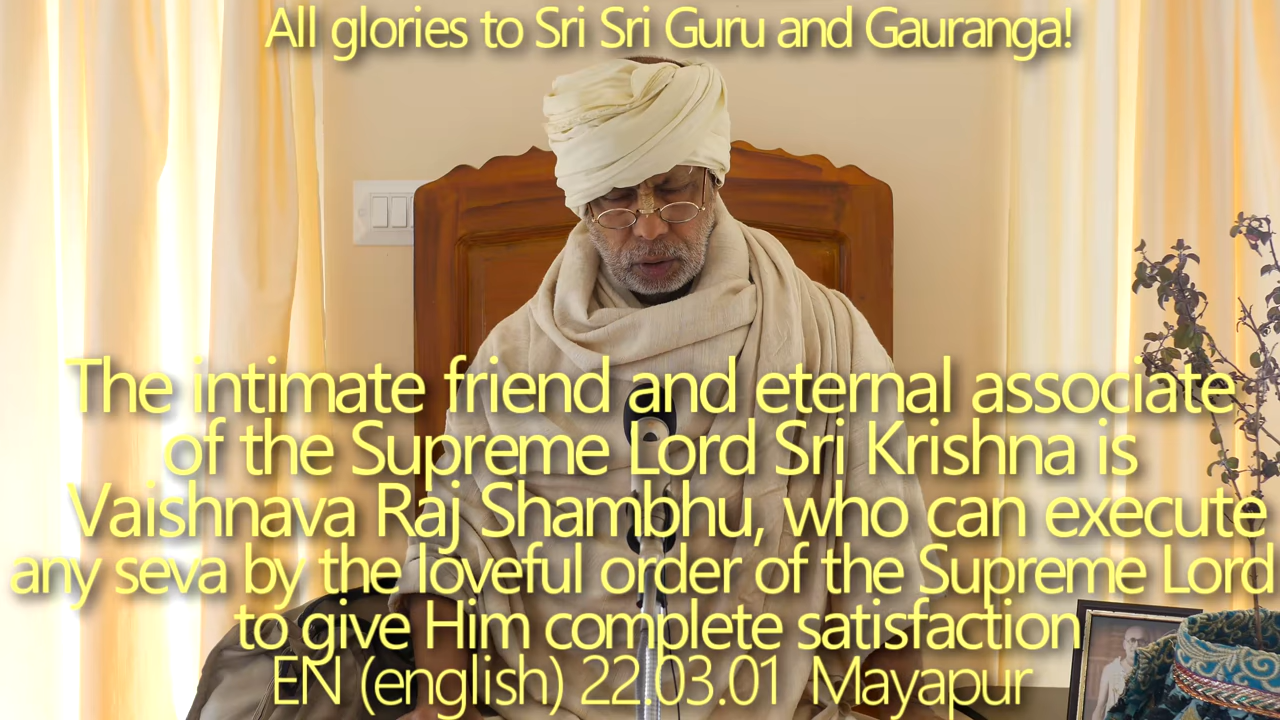 All glories to Sri Sri Guru and Gauranga!
The intimate friend and eternal associate
of the Supreme Lord Sri Krishna is
Vaishnava Raj Shambhu, who can execute
any seva by the loveful order of the Supreme Lord
to give Him complete satisfaction
EN (english) 22.03.01 Mayapur